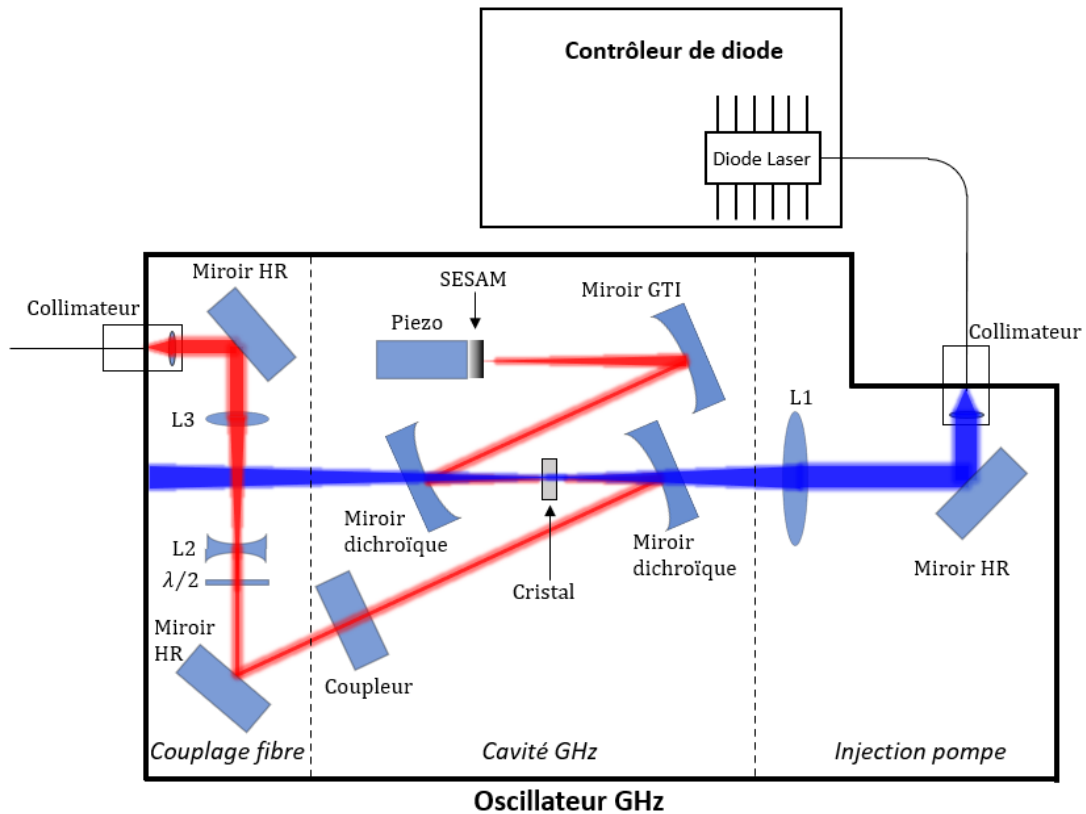 Contrôleur de diode
Diode Laser
Miroir HR
Collimateur
SESAM
Piezo
Miroir GTI
Collimateur
L1
L3
Miroir
dichroïque
Cristal
Miroir
dichroïque
Miroir HR
L2
λ/2
Miroir
HR
Coupleur
Couplage fibre
Cavité GHz
Injection pompe
Oscillateur GHz